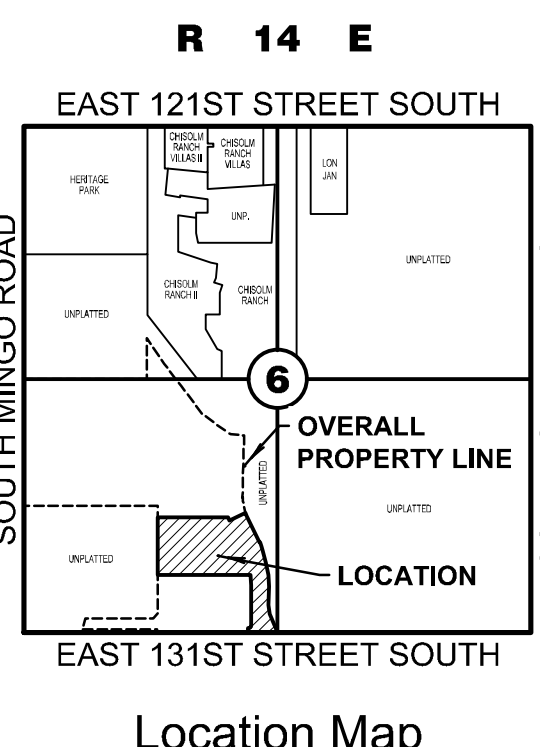 R 14 E
EAST 121ST STREET SOUTH
CHISOLM
RANCH
VILLAS II
CHISOLM
RANCH
VILLAS
LON
JAN
HERITAGE
PARK
UNP.
UNPLATTED
CHISOLM
RANCH II
CHISOLM
RANCH
UNPLATTED
SOUTH MINGO ROAD
6
OVERALL
PROPERTY LINE
UNPLATTED
UNPLATTED
UNPLATTED
LOCATION
EAST 131ST STREET SOUTH
Location Map